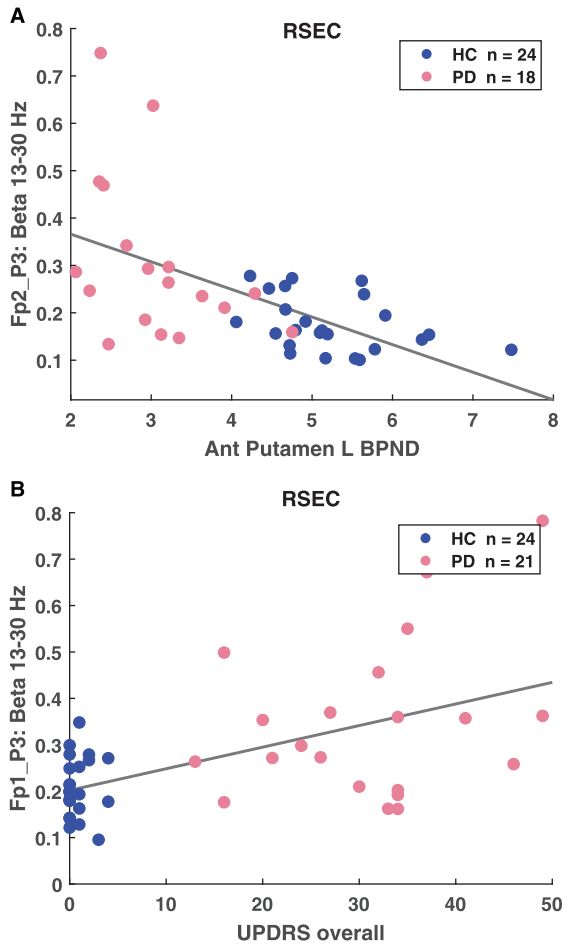 A
RSEC
HC n = 24
PD n = 18
Fp2_P3: Beta 13-30 Hz
0.8
0.7
0.6
0.5
0.4
0.3
0.2
0.1
2 3 4 5 6 7 8
Ant Putamen L BPND
B
RSEC
HC n = 24
PD n = 21
Fp1_P3: Beta 13-30 Hz
0.8
0.7
0.6
0.5
0.4
0.3
0.2
0.1
0
0 10 20 30 40 50
UPDRS overall